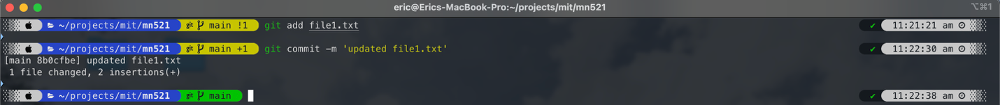 eric@Erics-MacBook-Pro:~/projects/mit/mn521 ⌥⌘1
~/projects/mit/mn521 git main !1 git add file1.txt ✔ 11:21:21 am
~/projects/mit/mn521 git main +1 git commit -m 'updated file1.txt' ✔ 11:22:30 am
[main 8b0cfbe] updated file1.txt
1 file changed, 2 insertions(+)
~/projects/mit/mn521 git main ✔ 11:22:38 am